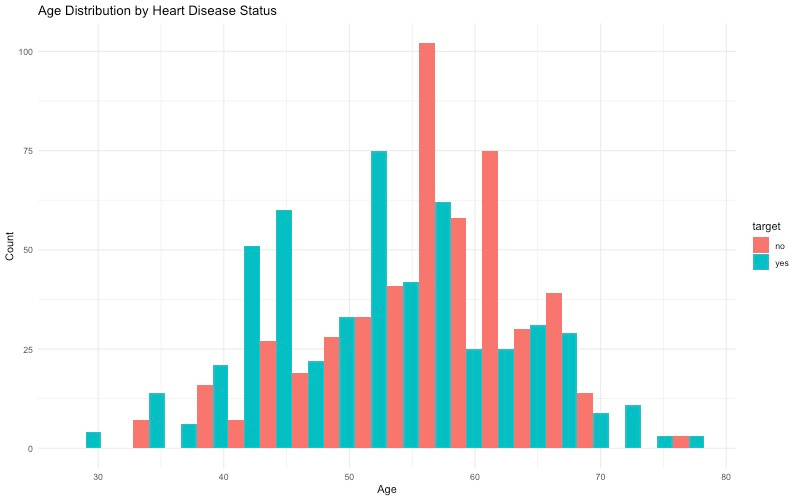 Age Distribution by Heart Disease Status
100
75
50
25
0
Count
30 40 50 60 70 80
Age
target
no
yes